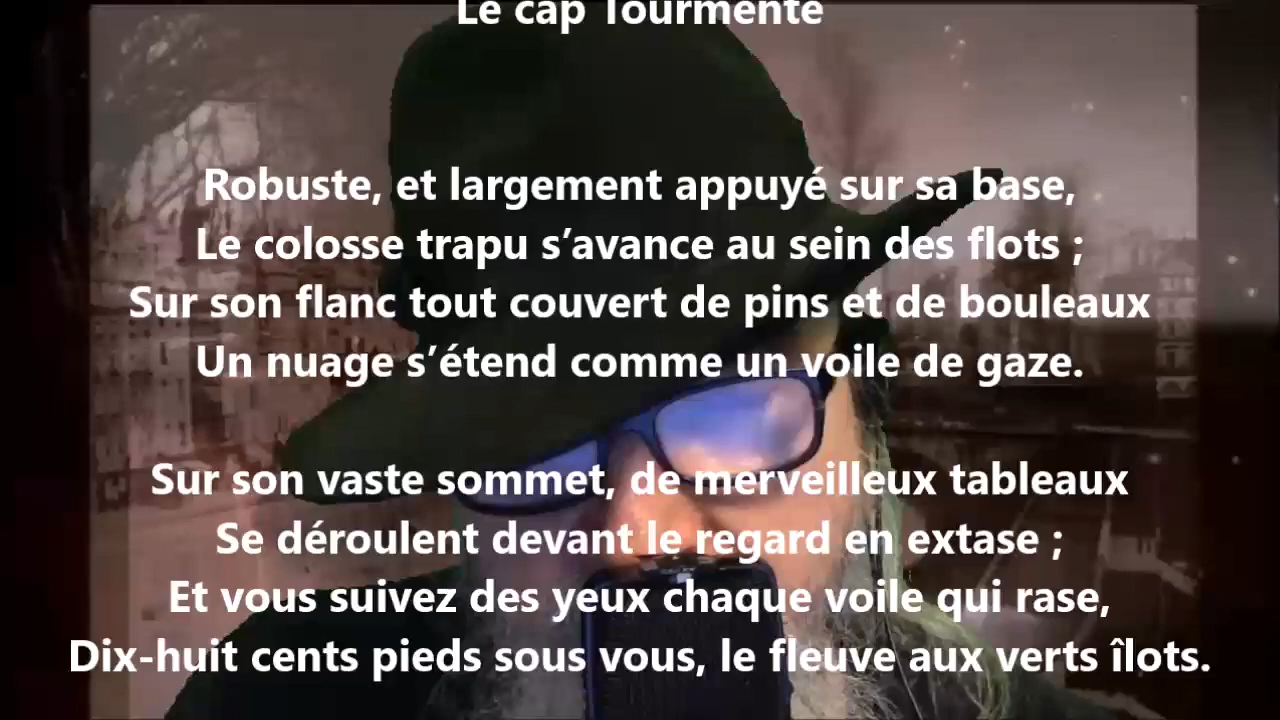 Le cap Tourmente
Robuste, et largement appuyé sur sa base,
Le colosse trapu s’avance au sein des flots ;
Sur son flanc tout couvert de pins et de bouleaux
Un nuage s’étend comme un voile de gaze.
Sur son vaste sommet, de merveilleux tableaux
Se déroulent devant le regard en extase ;
Et vous suivez des yeux chaque voile qui rase,
Dix-huit cents pieds sous vous, le fleuve aux verts îlots.